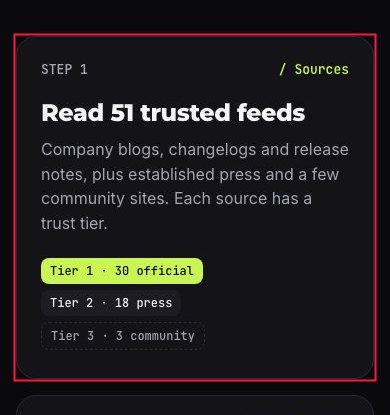 STEP 1
/ Sources
Read 51 trusted feeds
Company blogs, changelogs and release
notes, plus established press and a few
community sites. Each source has a
trust tier.
Tier 1 · 30 official
Tier 2 · 18 press
Tier 3 · 3 community